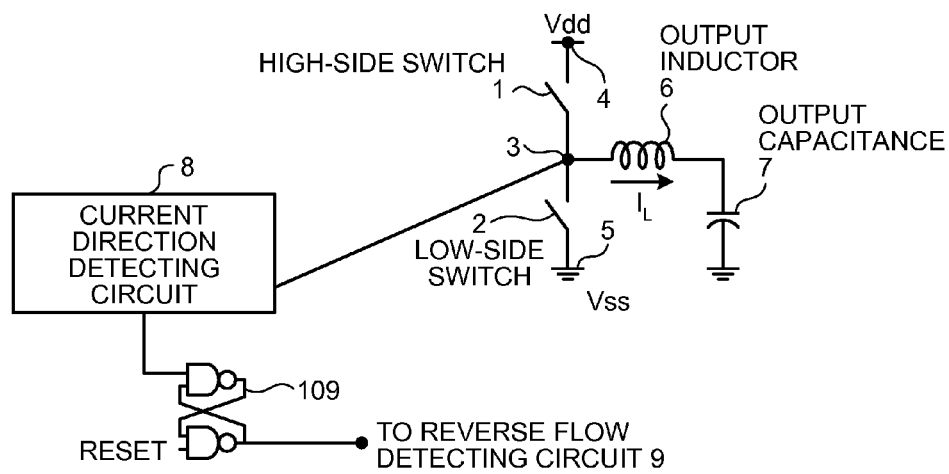 Vdd
OUTPUT
INDUCTOR
HIGH-SIDE SWITCH
1
4
6
OUTPUT
CAPACITANCE
3
7
8
CURRENT
DIRECTION
DETECTING
CIRCUIT
I_L
2
5
LOW-SIDE
SWITCH
Vss
109
RESET
TO REVERSE FLOW
DETECTING CIRCUIT 9